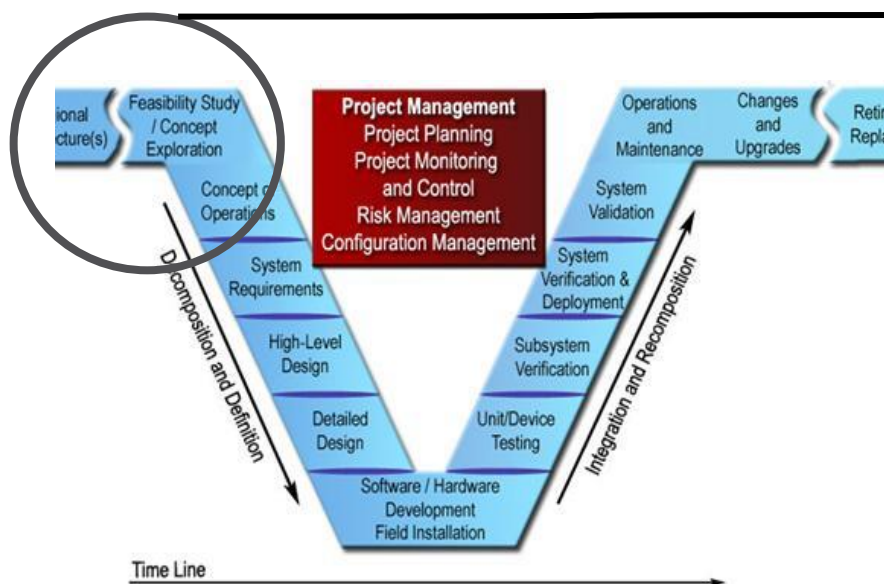 ional
cture(s)
Feasibility Study
/ Concept
Exploration
Concept of
Operations
System
Requirements
High-Level
Design
Detailed
Design
Software / Hardware
Development
Field Installation
Unit/Device
Testing
Subsystem
Verification
System
Verification &
Deployment
System
Validation
Operations
and
Maintenance
Changes
and
Upgrades
Retir
Repla
Project Management
Project Planning
Project Monitoring
and Control
Risk Management
Configuration Management
Decomposition and Definition
Integration and Recomposition
Time Line